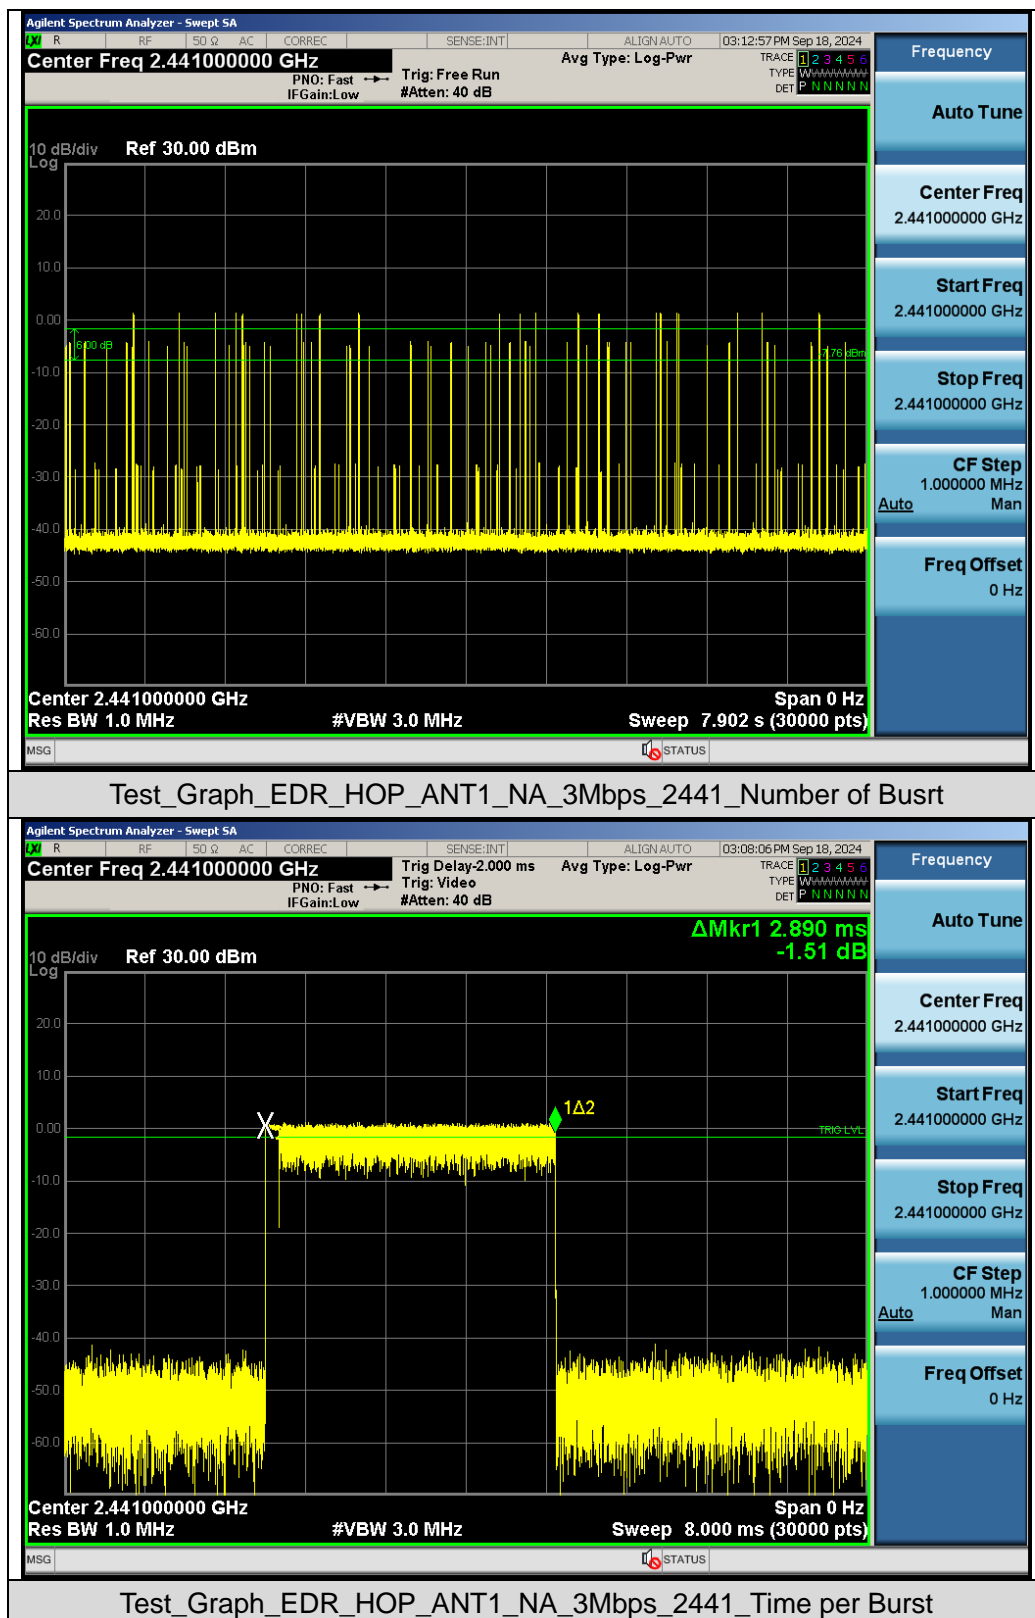 Agilent Spectrum Analyzer - Swept SA
LXI R RF 50 Ω AC CORREC SENSE:INT ALIGN AUTO 03:12:57 PM Sep 18, 2024
Center Freq 2.441000000 GHz Avg Type: Log-Pwr TRACE 1 2 3 4 5 6
PNO: Fast Trig: Free Run TYPE W
IFGain:Low #Atten: 40 dB DET P N N N N N
Frequency
Auto Tune
10 dB/div Ref 30.00 dBm
Log
20.0
10.0
0.00
6.00 dB
-7.76 dBm
-10.0
-20.0
-30.0
-40.0
-50.0
-60.0
Center 2.441000000 GHz Span 0 Hz
Res BW 1.0 MHz #VBW 3.0 MHz Sweep 7.902 s (30000 pts)
Center Freq
2.441000000 GHz
Start Freq
2.441000000 GHz
Stop Freq
2.441000000 GHz
CF Step
1.000000 MHz
Auto Man
Freq Offset
0 Hz
MSG STATUS
Test_Graph_EDR_HOP_ANT1_NA_3Mbps_2441_Number of Busrt
Agilent Spectrum Analyzer - Swept SA
LXI R RF 50 Ω AC CORREC SENSE:INT ALIGN AUTO 03:08:06 PM Sep 18, 2024
Center Freq 2.441000000 GHz Trig Delay-2.000 ms Avg Type: Log-Pwr TRACE 1 2 3 4 5 6
PNO: Fast Trig: Video TYPE W
IFGain:Low #Atten: 40 dB DET P N N N N N
Frequency
Auto Tune
ΔMkr1 2.890 ms
-1.51 dB
10 dB/div Ref 30.00 dBm
Log
20.0
10.0
1Δ2
0.00
TRIG LVL
-10.0
-20.0
-30.0
-40.0
-50.0
-60.0
Center 2.441000000 GHz Span 0 Hz
Res BW 1.0 MHz #VBW 3.0 MHz Sweep 8.000 ms (30000 pts)
Center Freq
2.441000000 GHz
Start Freq
2.441000000 GHz
Stop Freq
2.441000000 GHz
CF Step
1.000000 MHz
Auto Man
Freq Offset
0 Hz
MSG STATUS
Test_Graph_EDR_HOP_ANT1_NA_3Mbps_2441_Time per Burst